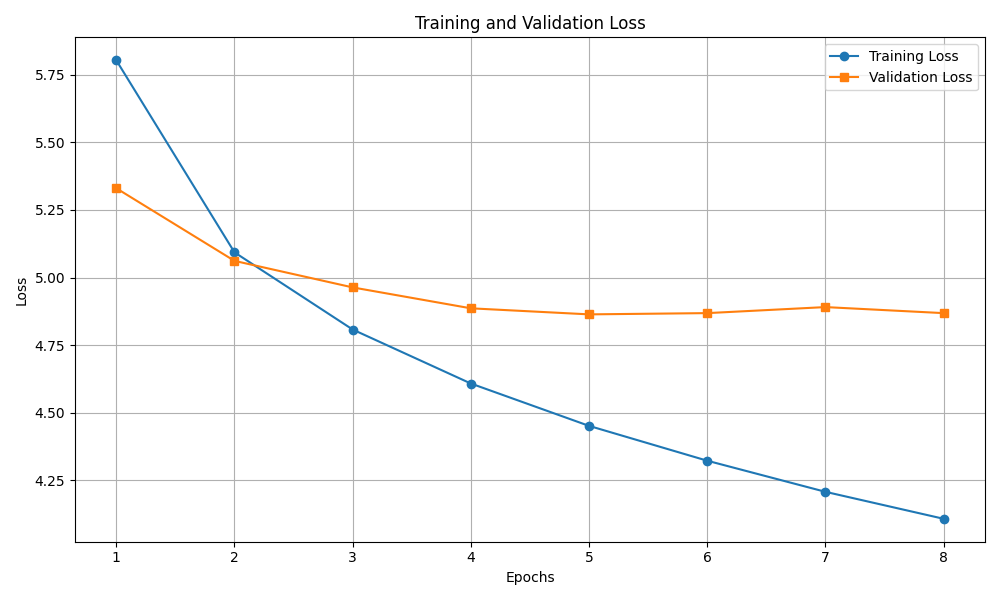 Training and Validation Loss
Training Loss
Validation Loss
5.75
5.50
5.25
5.00
4.75
4.50
4.25
Loss
1 2 3 4 5 6 7 8
Epochs